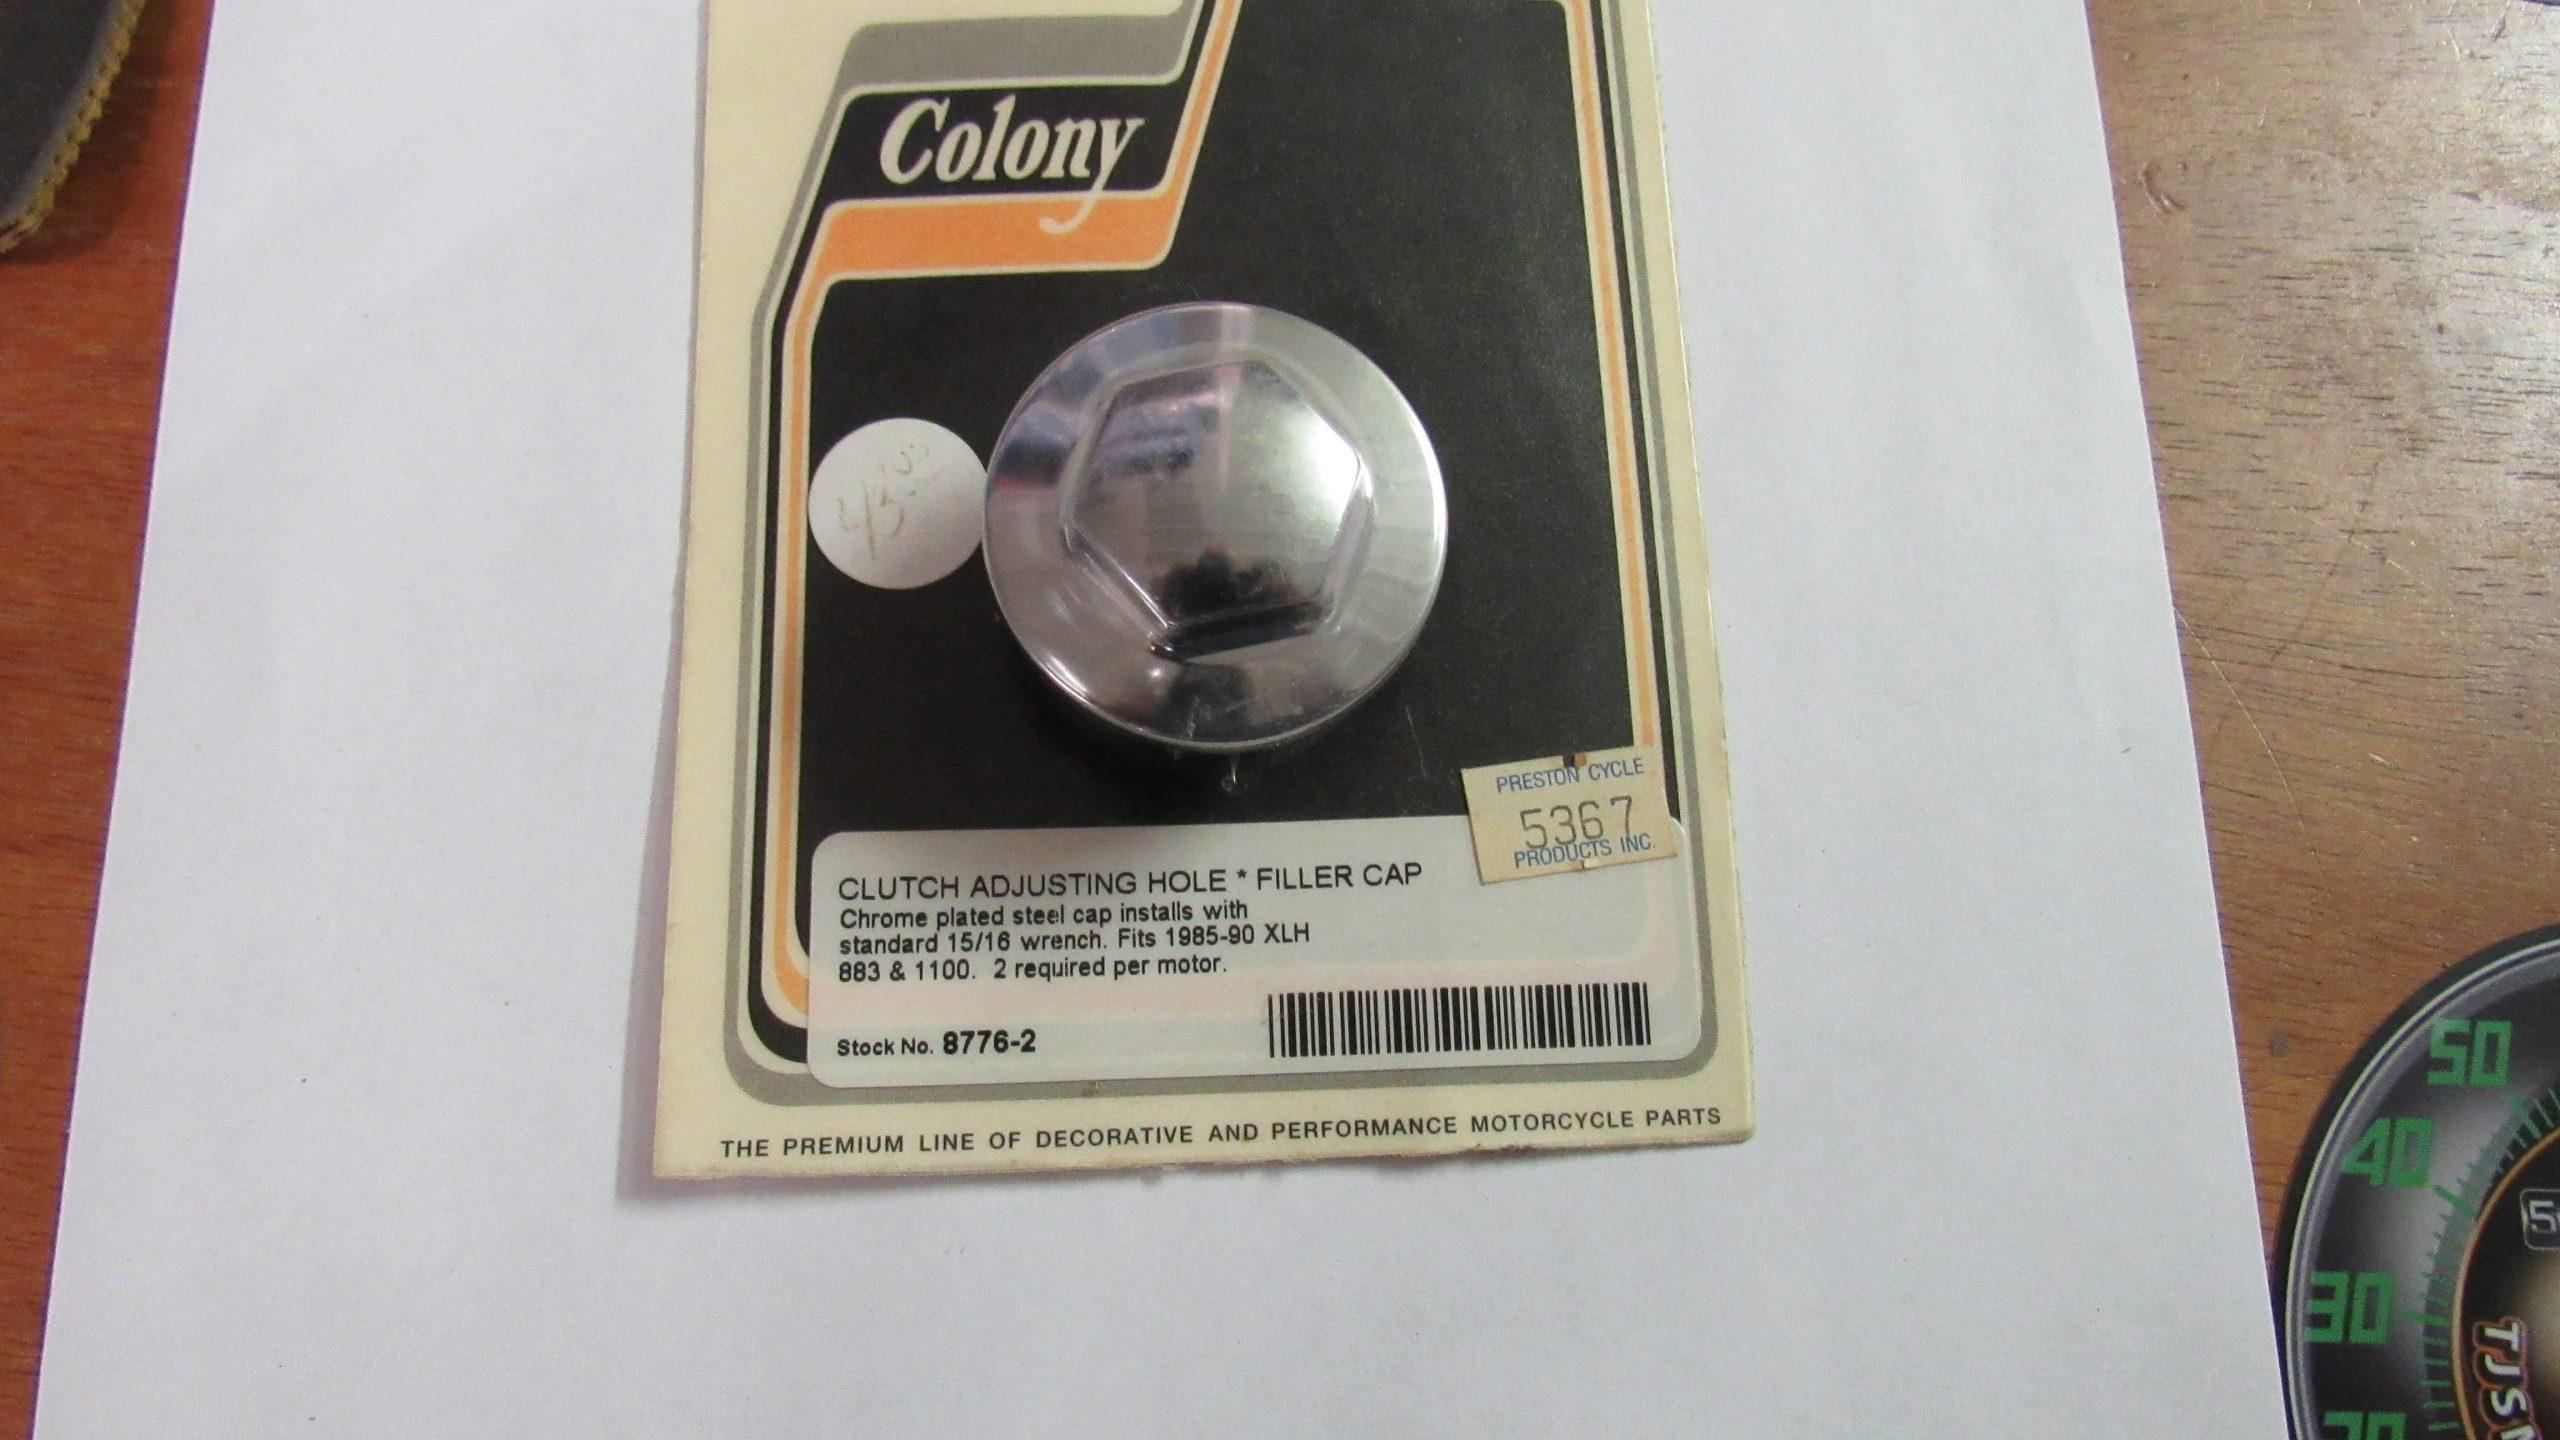 Colony
PRESTON CYCLE
5367
PRODUCTS INC.
CLUTCH ADJUSTING HOLE * FILLER CAP
Chrome plated steel cap installs with
standard 15/16 wrench. Fits 1985-90 XLH
883 & 1100. 2 required per motor.
Stock No. 8776-2
THE PREMIUM LINE OF DECORATIVE AND PERFORMANCE MOTORCYCLE PARTS
50
40
30